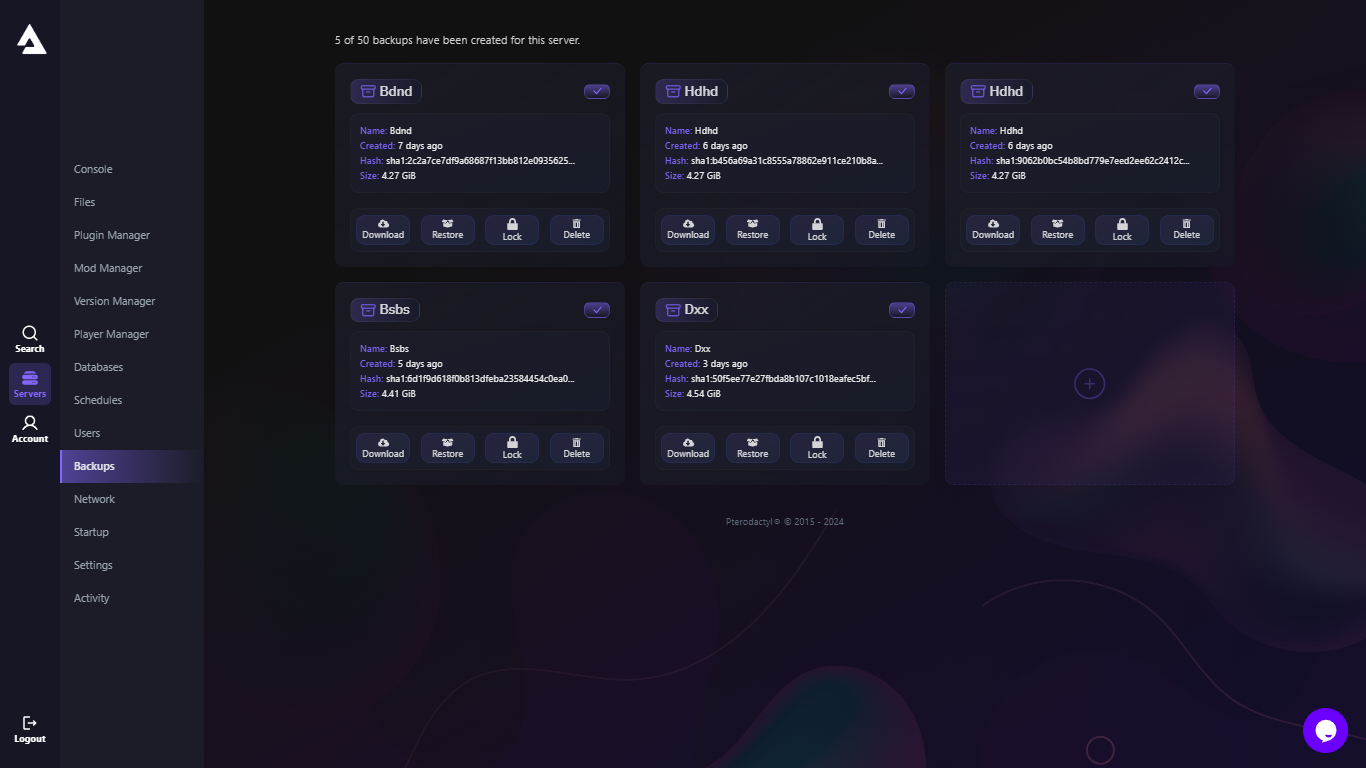 5 of 50 backups have been created for this server.
Bdnd
Name: Bdnd
Created: 7 days ago
Hash: sha1:2c2a7ce7df9a68687f13bb812e0935625...
Size: 4.27 GiB
Download Restore Lock Delete
Hdhd
Name: Hdhd
Created: 6 days ago
Hash: sha1:b456a69a31c8555a78862e911ce210b8a...
Size: 4.27 GiB
Download Restore Lock Delete
Hdhd
Name: Hdhd
Created: 6 days ago
Hash: sha1:9062b0bc54b8bd779e7eed2ee62c2412c...
Size: 4.27 GiB
Download Restore Lock Delete
Bsbs
Name: Bsbs
Created: 5 days ago
Hash: sha1:6d1f9d618f0b813dfeba23584454c0ea0...
Size: 4.41 GiB
Download Restore Lock Delete
Dxx
Name: Dxx
Created: 3 days ago
Hash: sha1:50f5ee77e27fbda8b107c1018eafec5bf...
Size: 4.54 GiB
Download Restore Lock Delete
Pterodactyl® © 2015 - 2024
Search
Servers
Account
Logout
Console
Files
Plugin Manager
Mod Manager
Version Manager
Player Manager
Databases
Schedules
Users
Backups
Network
Startup
Settings
Activity